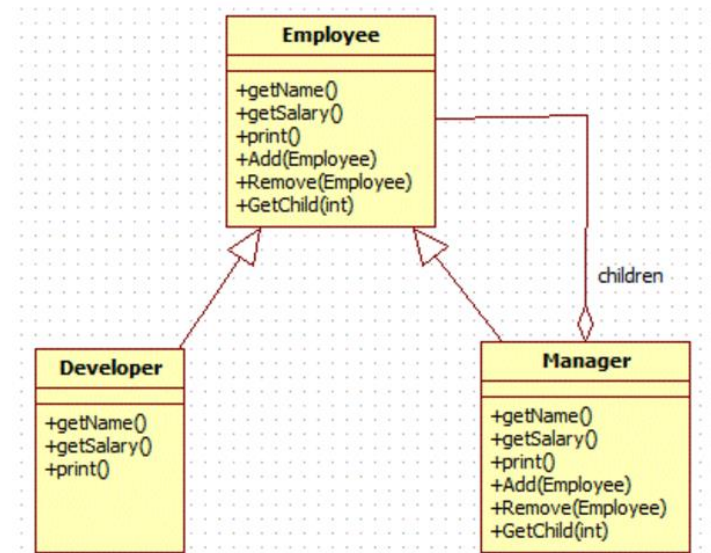 Employee
+getName()
+getSalary()
+print()
+Add(Employee)
+Remove(Employee)
+GetChild(int)
children
Developer
+getName()
+getSalary()
+print()
Manager
+getName()
+getSalary()
+print()
+Add(Employee)
+Remove(Employee)
+GetChild(int)